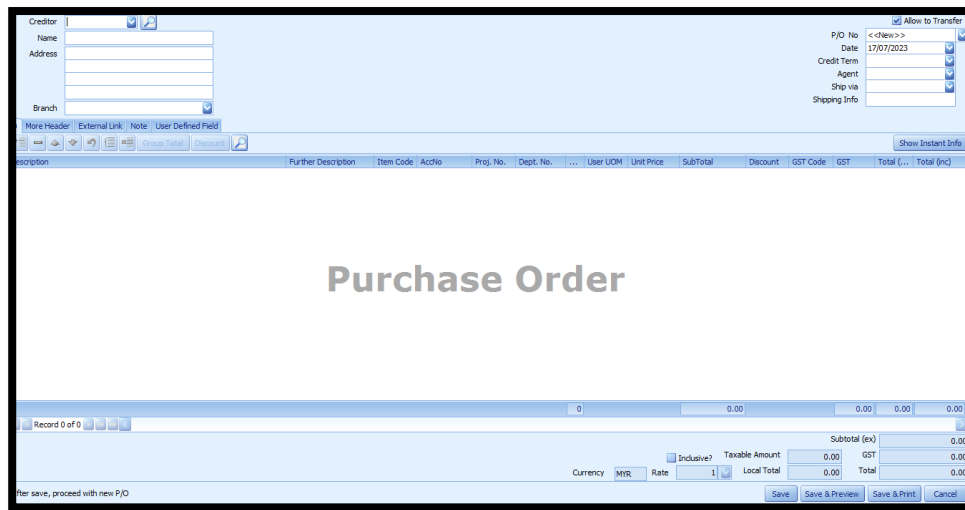 Creditor
Allow to Transfer
Name
P/O No <<New>>
Address
Date 17/07/2023
Credit Term
Agent
Ship via
Shipping Info
Branch
More Header External Link Note User Defined Field
Group Total Discount
Show Instant Info
escription Further Description Item Code AccNo Proj. No. Dept. No. ... User UOM Unit Price SubTotal Discount GST Code GST Total (... Total (inc)
Purchase Order
0 0.00 0.00 0.00 0.00
Record 0 of 0
Subtotal (ex) 0.00
Inclusive? Taxable Amount 0.00 GST 0.00
Currency MYR Rate 1 Local Total 0.00 Total 0.00
fter save, proceed with new P/O
Save Save & Preview Save & Print Cancel